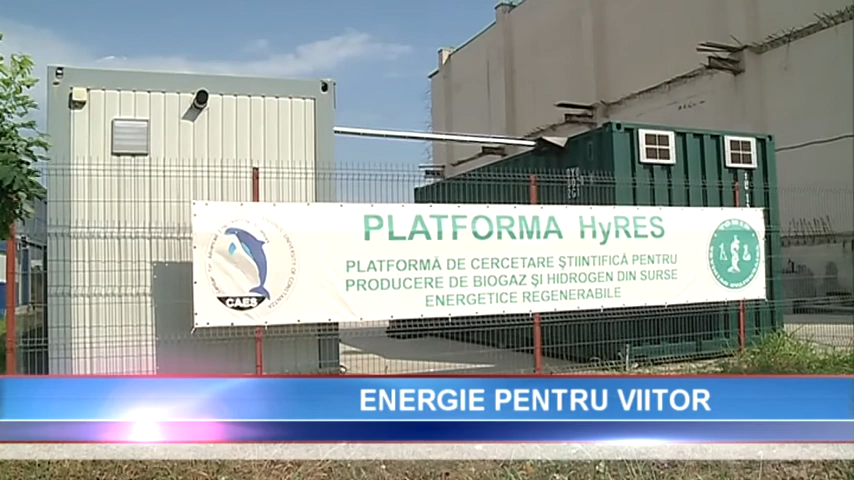 PLATFORMA HyRES
PLATFORMĂ DE CERCETARE ŞTIINTIFICĂ PENTRU
PRODUCERE DE BIOGAZ ŞI HIDROGEN DIN SURSE
ENERGETICE REGENERABILE
CAES
ENERGIE PENTRU VIITOR